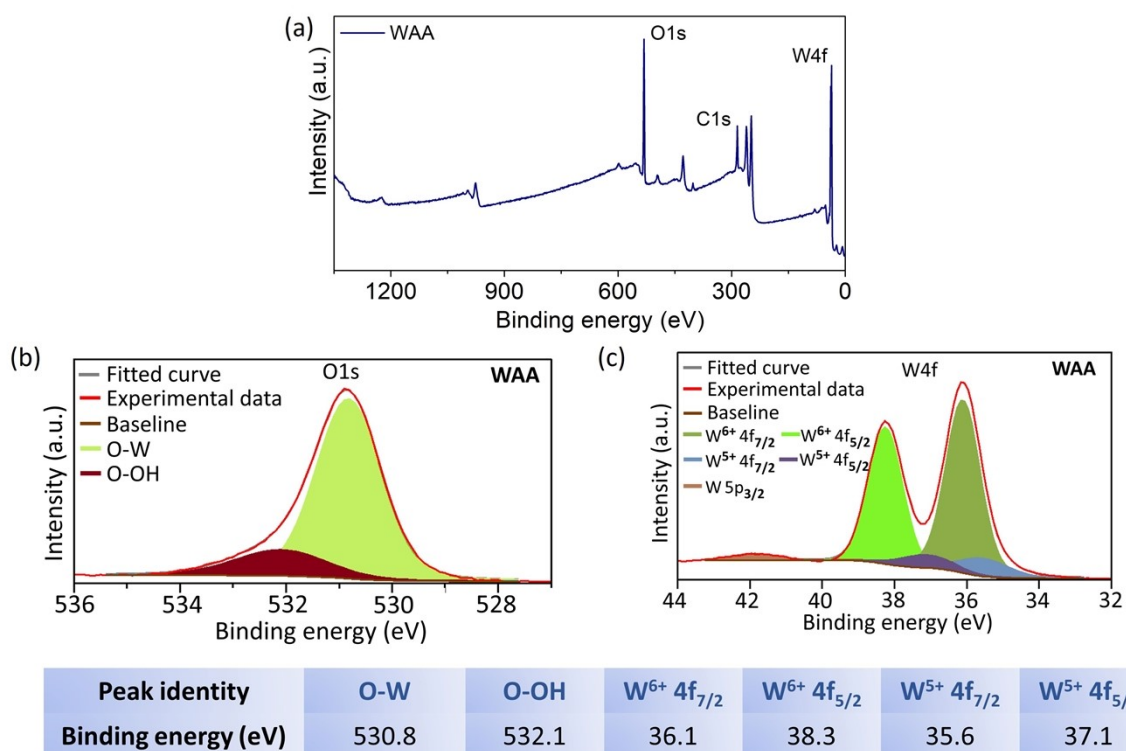 (a)
WAA
O1s
W4f
C1s
Intensity (a.u.)
1200 900 600 300 0
Binding energy (eV)
(b)
Fitted curve
Experimental data
Baseline
O-W
O-OH
O1s
WAA
Intensity (a.u.)
536 534 532 530 528
Binding energy (eV)
(c)
Fitted curve
Experimental data
Baseline
W⁶⁺ 4f₇/₂ W⁶⁺ 4f₅/₂
W⁵⁺ 4f₇/₂ W⁵⁺ 4f₅/₂
W 5p₃/₂
W4f
WAA
Intensity (a.u.)
44 42 40 38 36 34 32
Binding energy (eV)
Peak identity O-W O-OH W⁶⁺ 4f₇/₂ W⁶⁺ 4f₅/₂ W⁵⁺ 4f₇/₂ W⁵⁺ 4f₅/
Binding energy (eV) 530.8 532.1 36.1 38.3 35.6 37.1